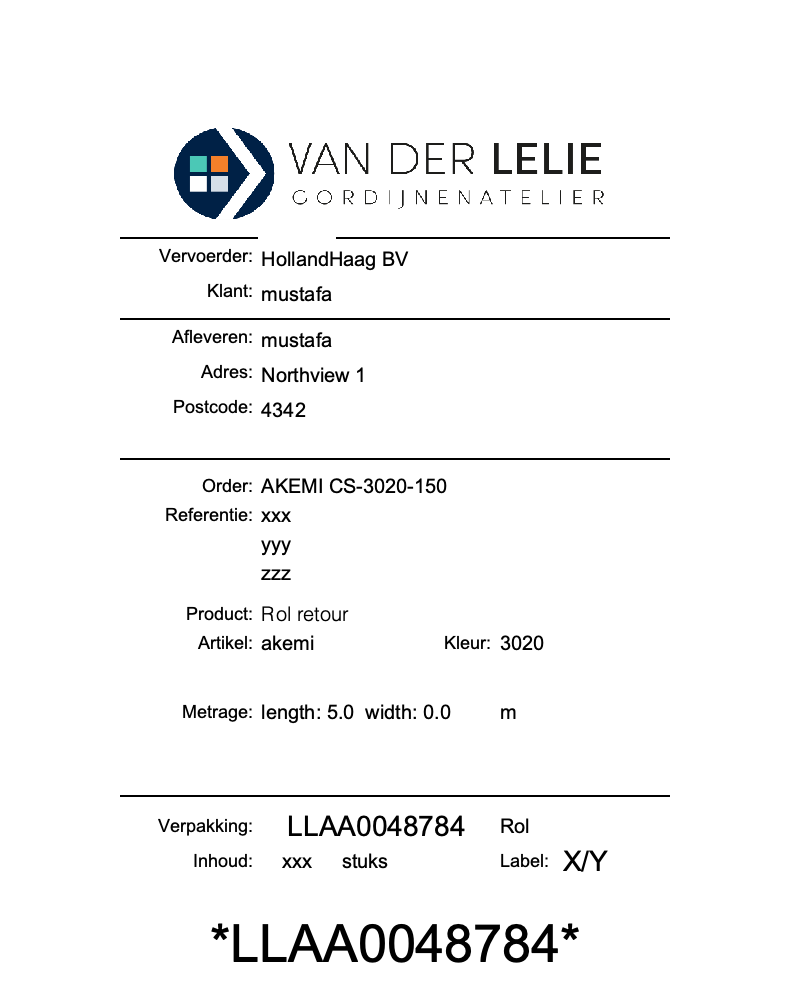 VAN DER LELIE
GORDIJNENATELIER
Vervoerder: HollandHaag BV
Klant: mustafa
Afleveren: mustafa
Adres: Northview 1
Postcode: 4342
Order: AKEMI CS-3020-150
Referentie: xxx
yyy
zzz
Product: Rol retour
Artikel: akemi Kleur: 3020
Metrage: length: 5.0 width: 0.0 m
Verpakking: LLAA0048784 Rol
Inhoud: xxx stuks Label: X/Y
*LLAA0048784*